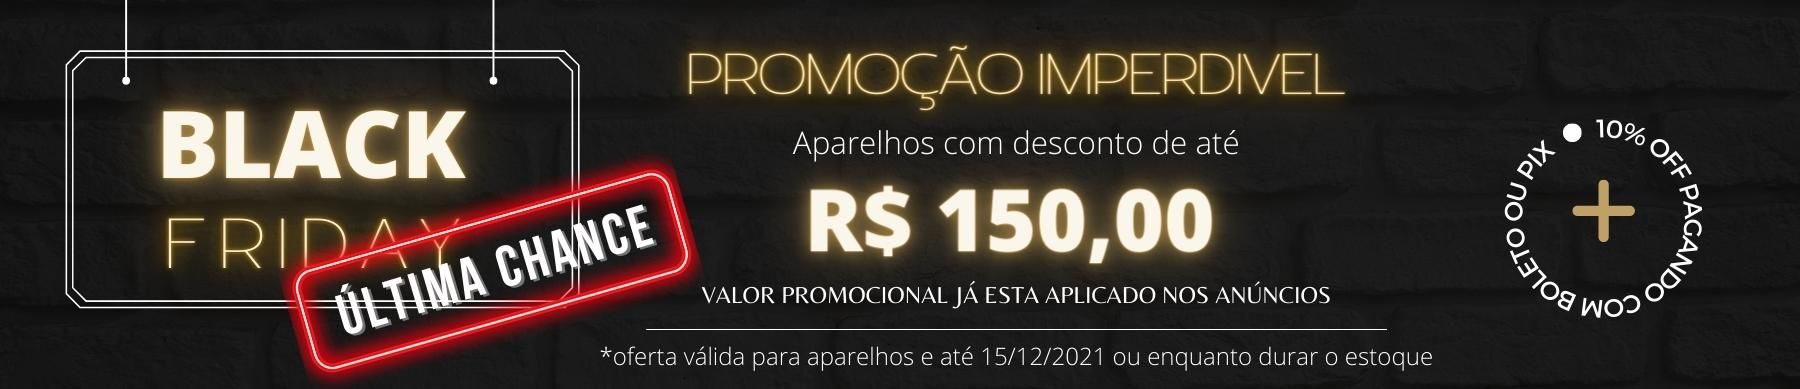 BLACK
FRIDAY
ÚLTIMA CHANCE
PROMOÇÃO IMPERDIVEL
Aparelhos com desconto de até
R$ 150,00
VALOR PROMOCIONAL JÁ ESTA APLICADO NOS ANÚNCIOS
*oferta válida para aparelhos e até 15/12/2021 ou enquanto durar o estoque
10% OFF PAGANDO COM BOLETO OU PIX
+